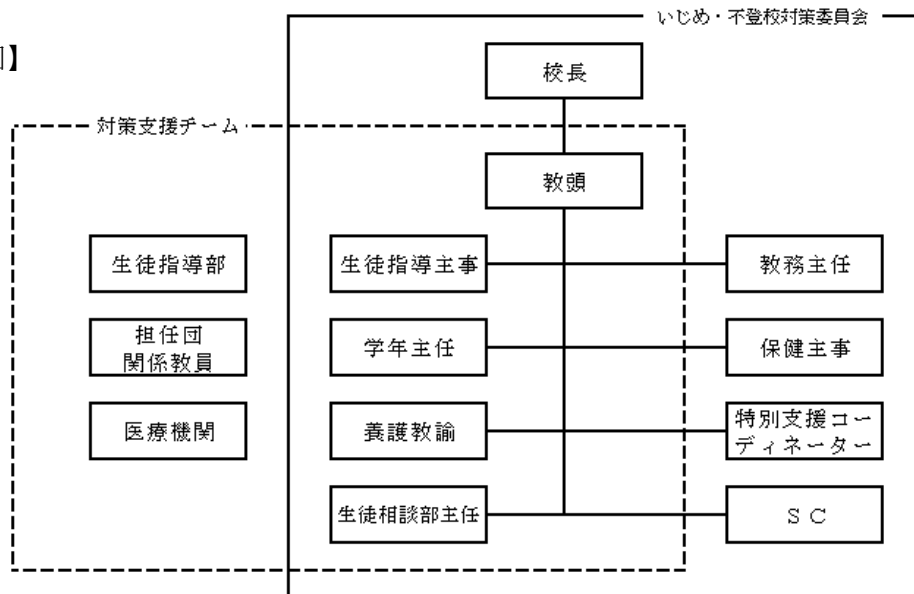 いじめ・不登校対策委員会
】
校長
対策支援チーム
教頭
生徒指導部
生徒指導主事
教務主任
担任団
関係教員
学年主任
保健主事
医療機関
養護教諭
特別支援コー
ディネーター
生徒相談部主任
ＳＣ